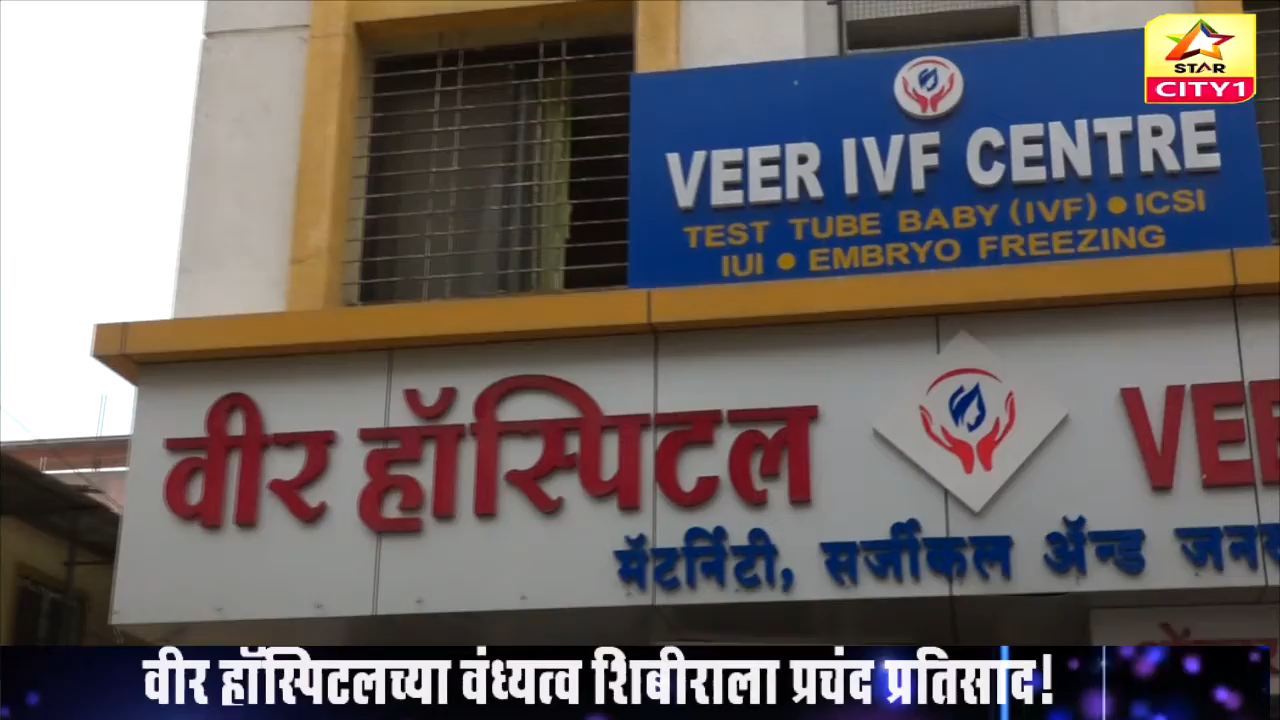 STAR
CITY1
VEER IVF CENTRE
TEST TUBE BABY (IVF) ● ICSI
IUI ● EMBRYO FREEZING
वीर हॉस्पिटल
मॅटर्निटी, सर्जीकल ॲन्ड
वीर हॉस्पिटलच्या वंध्यत्व शिबीराला प्रचंड प्रतिसाद!